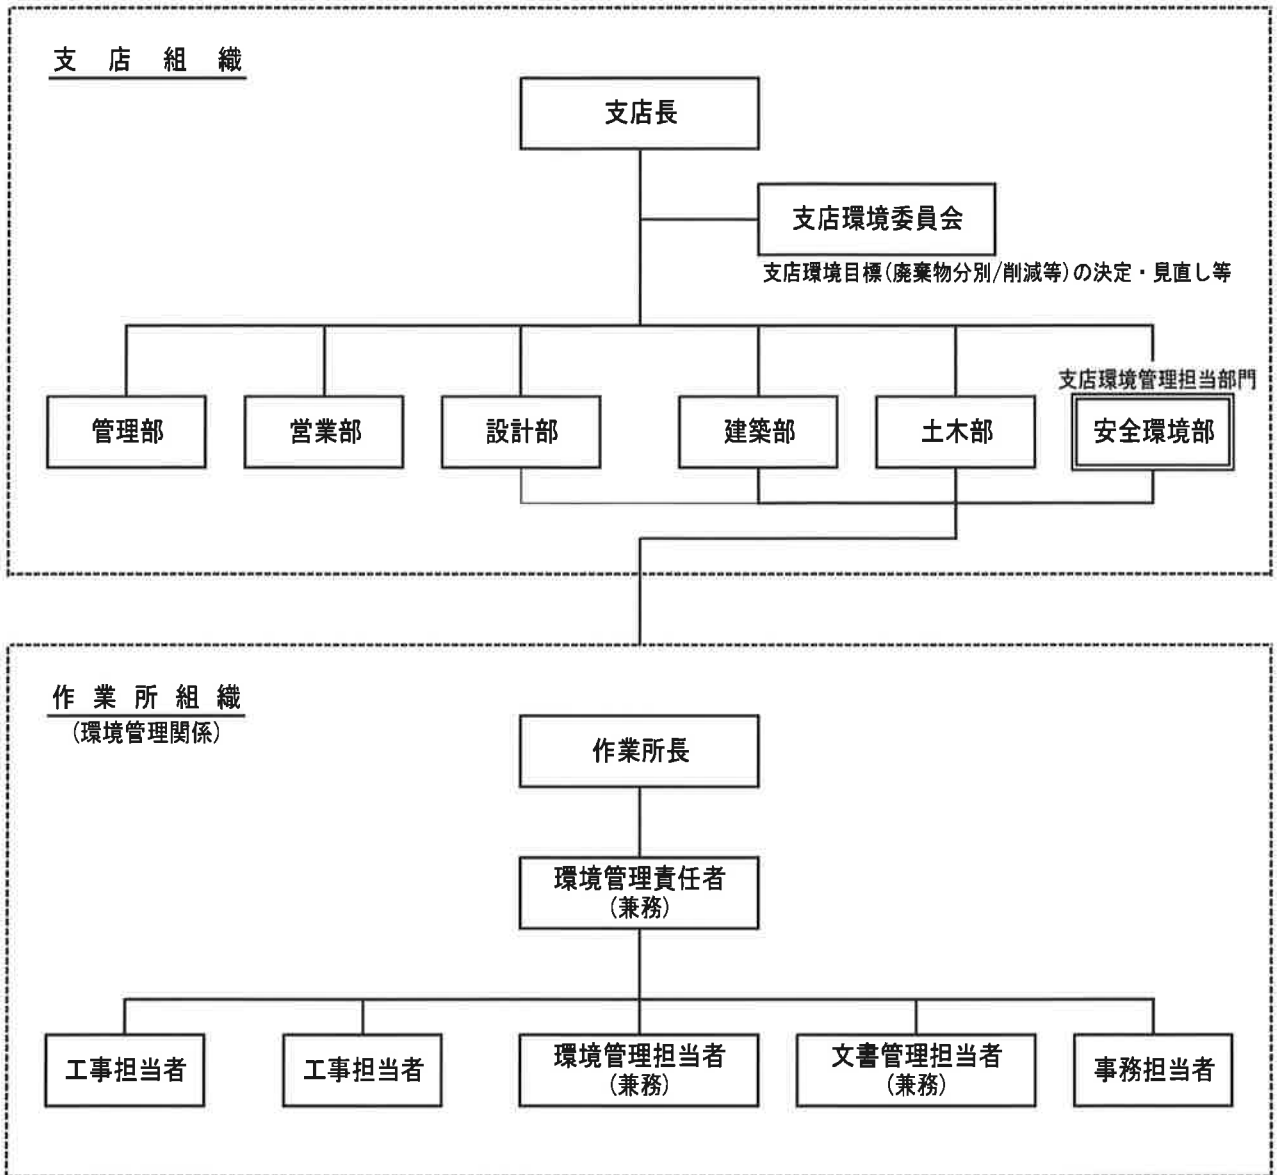 支店組織
支店長
支店環境委員会
支店環境目標(廃棄物分別/削減等)の決定・見直し等
支店環境管理担当部門
管理部
営業部
設計部
建築部
土木部
安全環境部
作業所組織
(環境管理関係)
作業所長
環境管理責任者
(兼務)
工事担当者
工事担当者
環境管理担当者
(兼務)
文書管理担当者
(兼務)
事務担当者